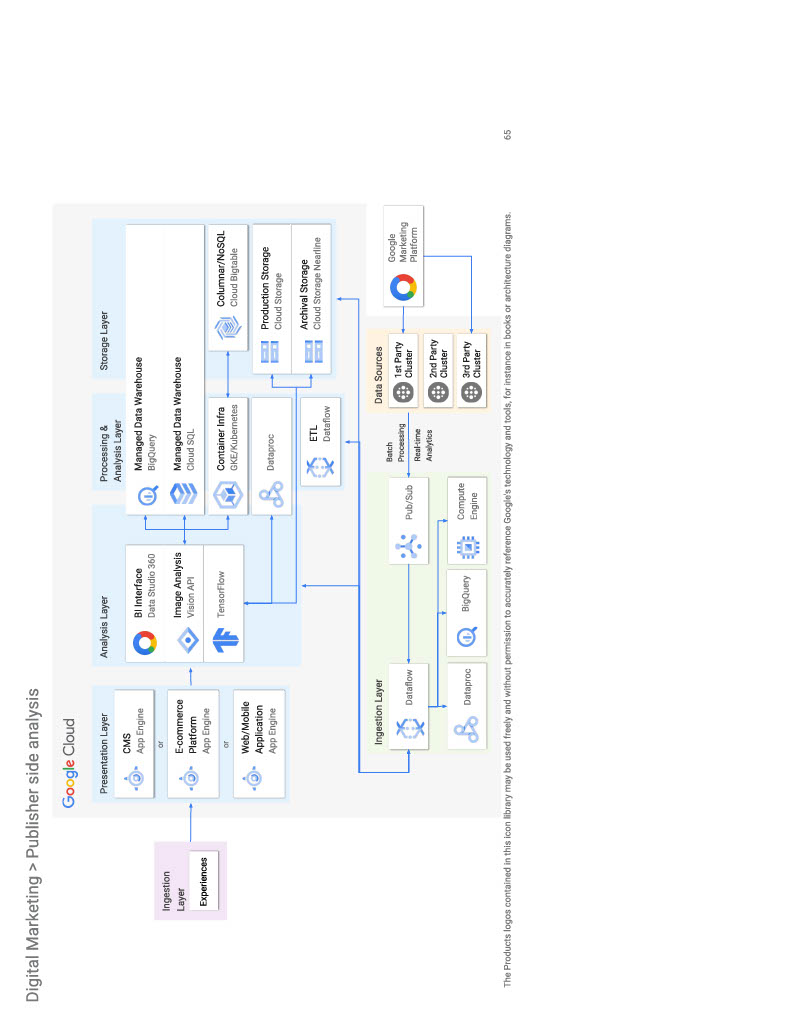 Digital Marketing > Publisher side analysis
Google Cloud
Presentation Layer
Analysis Layer
Processing &
Analysis Layer
Storage Layer
Ingestion
Layer
Experiences
CMS
App Engine
or
E-commerce
Platform
App Engine
or
Web/Mobile
Application
App Engine
BI Interface
Data Studio 360
Image Analysis
Vision API
TensorFlow
Managed Data Warehouse
BigQuery
Managed Data Warehouse
Cloud SQL
Container Infra
GKE/Kubernetes
Columnar/NoSQL
Cloud Bigtable
Dataproc
Production Storage
Cloud Storage
Archival Storage
Cloud Storage Nearline
ETL
Dataflow
Ingestion Layer
Dataflow
Pub/Sub
Dataproc
BigQuery
Compute
Engine
Batch
Processing
Real-time
Analytics
Data Sources
1st Party
Cluster
2nd Party
Cluster
3rd Party
Cluster
Google
Marketing
Platform
The Products logos contained in this icon library may be used freely and without permission to accurately reference Google's technology and tools, for instance in books or architecture diagrams.
65